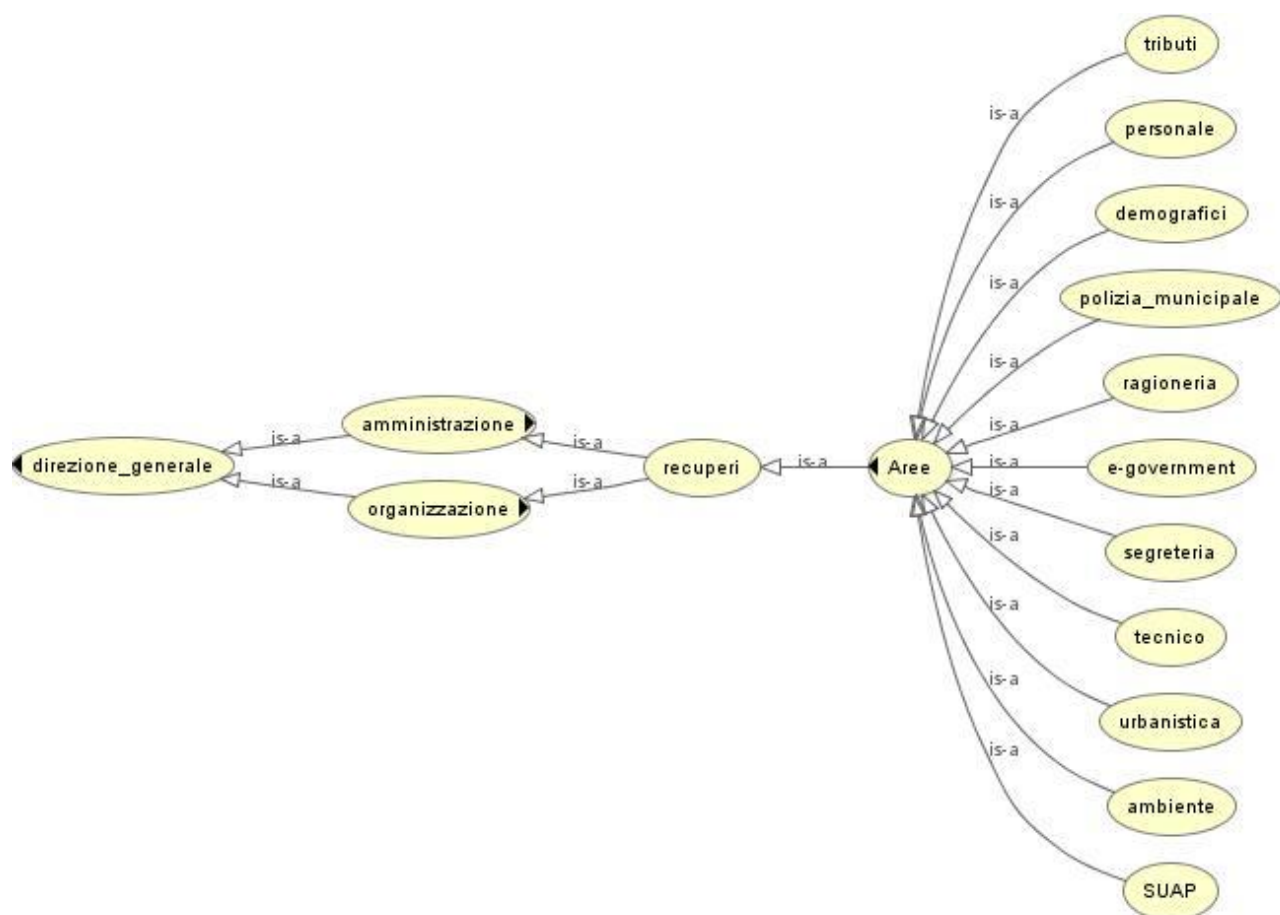 tributi
is-a
personale
is-a
demografici
is-a
polizia_municipale
is-a
ragioneria
amministrazione
is-a
is-a
is-a
direzione_generale
recuperi
is-a
Aree
is-a
e-government
is-a
is-a
is-a
organizzazione
is-a
segreteria
tecnico
is-a
urbanistica
is-a
ambiente
is-a
SUAP